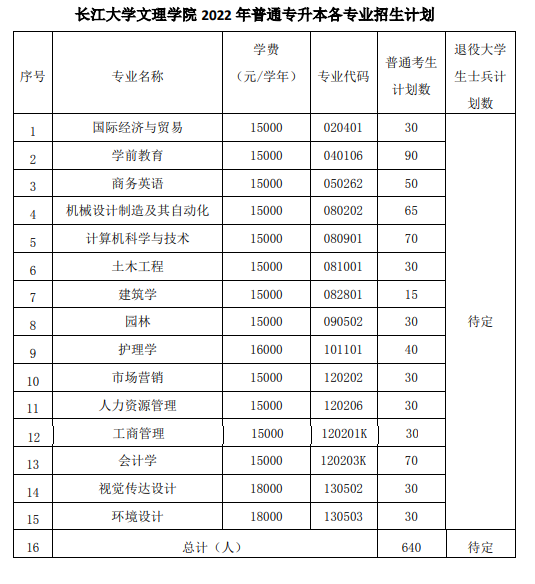 长江大学文理学院 2022 年普通专升本各专业招生计划
序号 专业名称 学费（元/学年） 专业代码 普通考生计划数 退役大学生士兵计划数
1 国际经济与贸易 15000 020401 30 待定
2 学前教育 15000 040106 90
3 商务英语 15000 050262 50
4 机械设计制造及其自动化 15000 080202 65
5 计算机科学与技术 15000 080901 70
6 土木工程 15000 081001 30
7 建筑学 15000 082801 15
8 园林 15000 090502 30
9 护理学 16000 101101 40
10 市场营销 15000 120202 30
11 人力资源管理 15000 120206 30
12 工商管理 15000 120201K 30
13 会计学 15000 120203K 70
14 视觉传达设计 18000 130502 30
15 环境设计 18000 130503 30
16 总计（人） 640 待定